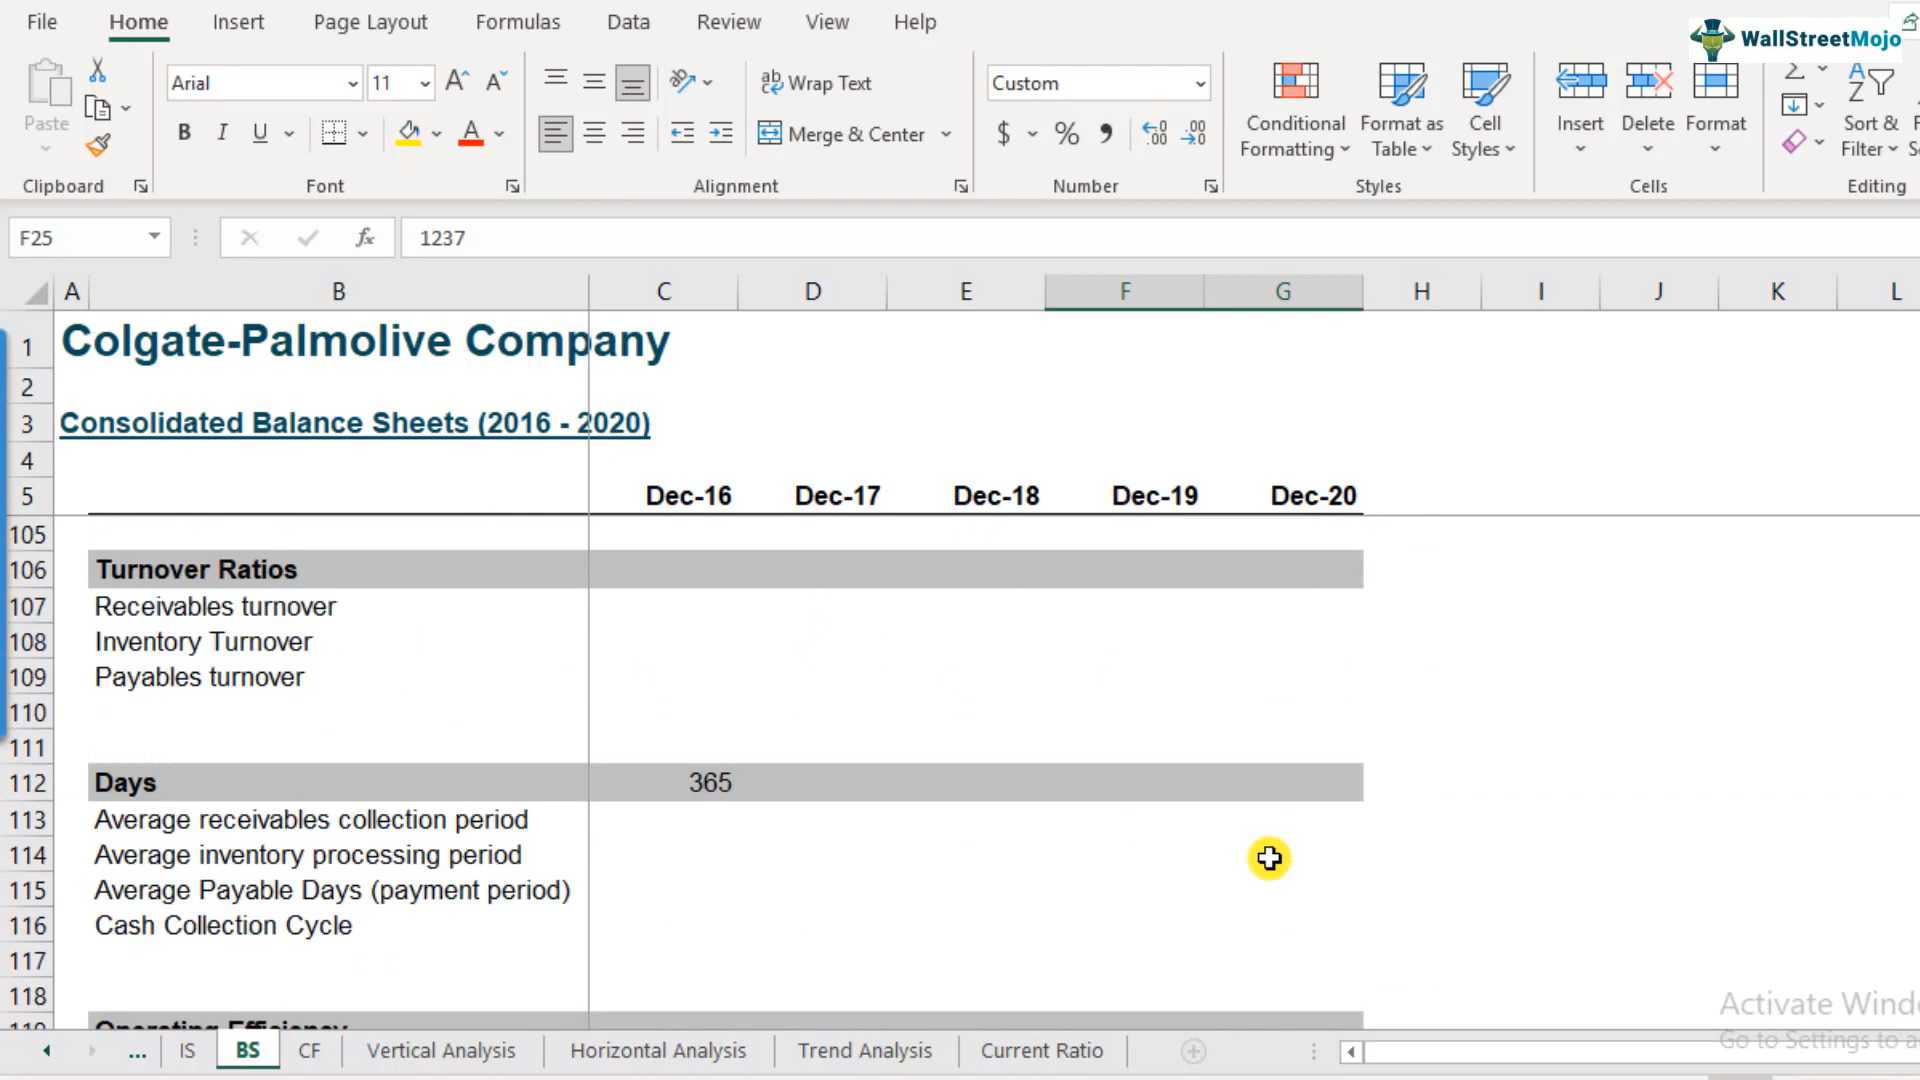 File Home Insert Page Layout Formulas Data Review View Help
WallStreetMojo
Paste
Clipboard
Arial 11
B I U
Font
Wrap Text
Merge & Center
Alignment
Custom
$ %
Number
Conditional Formatting
Format as Table
Cell Styles
Styles
Insert Delete Format
Cells
Sort &
Filter
Editing
F25 fx 1237
A B C D E F G H I J K L
1 Colgate-Palmolive Company
2
3 Consolidated Balance Sheets (2016 - 2020)
4
5 Dec-16 Dec-17 Dec-18 Dec-19 Dec-20
105
106 Turnover Ratios
107 Receivables turnover
108 Inventory Turnover
109 Payables turnover
110
111
112 Days 365
113 Average receivables collection period
114 Average inventory processing period
115 Average Payable Days (payment period)
116 Cash Collection Cycle
117
118
Operating Efficiency
Activate
Go to Settings to
... IS BS CF Vertical Analysis Horizontal Analysis Trend Analysis Current Ratio